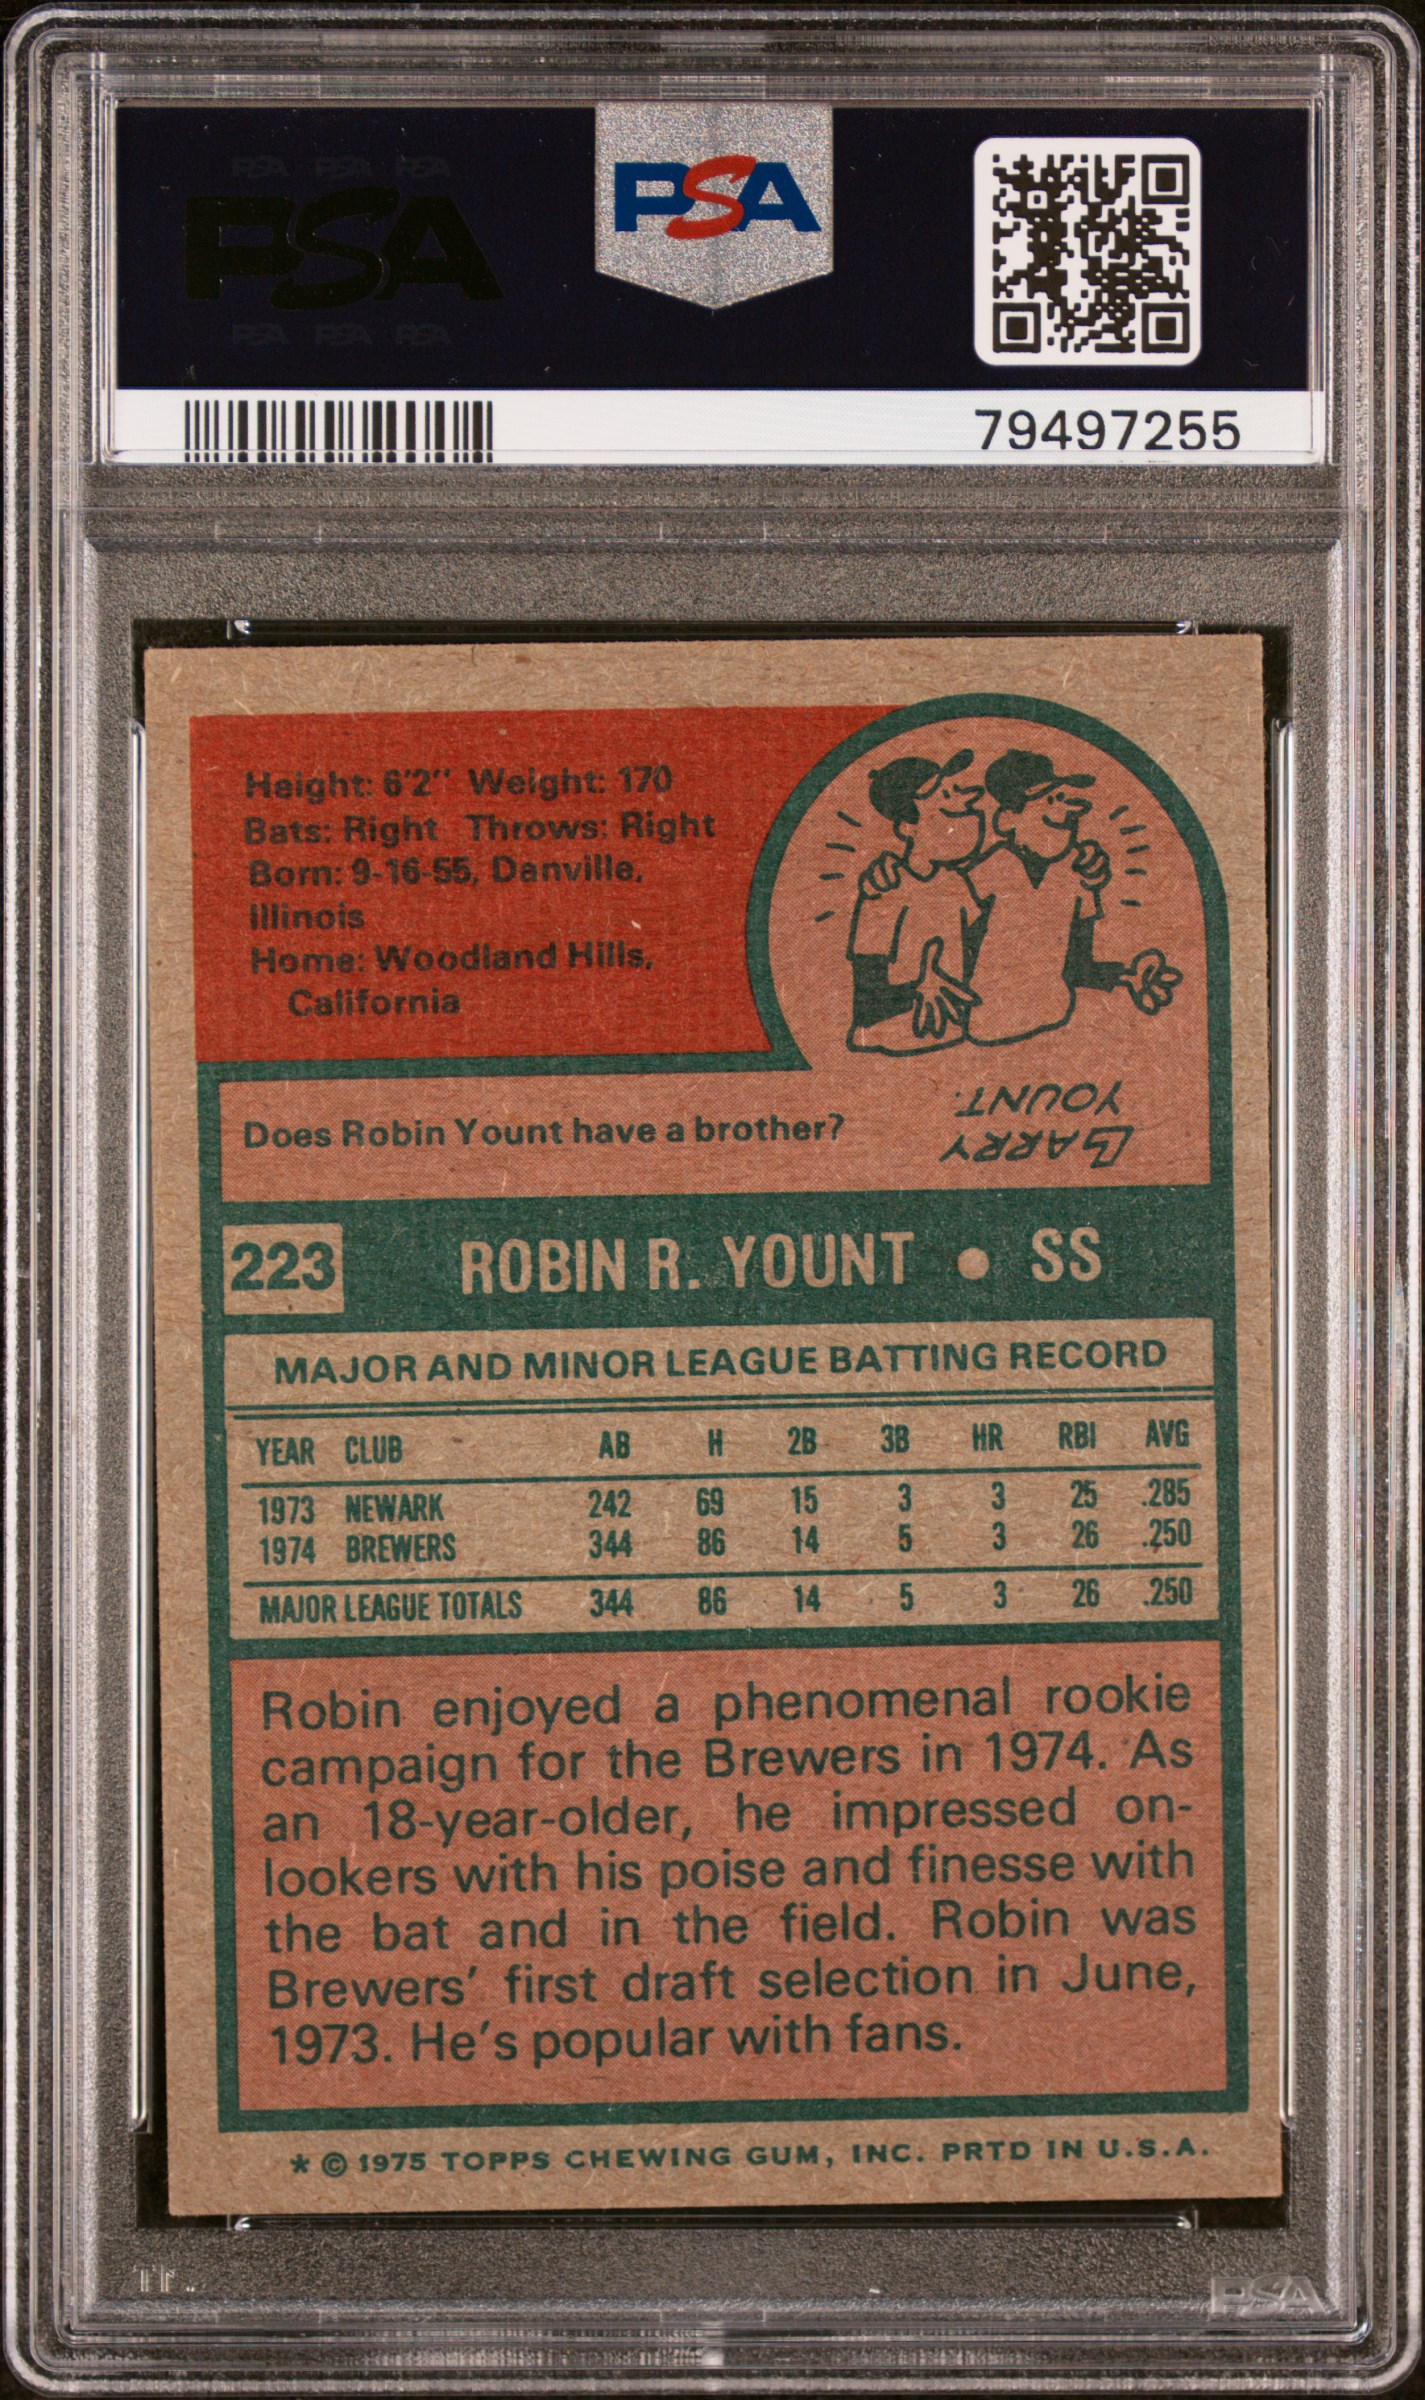 PSA PSA PSA
PSA
PSA PSA PSA
PSA
79497255
Height: 6'2" Weight: 170
Bats: Right Throws: Right
Born: 9-16-55, Danville,
Illinois
Home: Woodland Hills,
California
Does Robin Yount have a brother?
LARRY
YOUNT.
223 ROBIN R. YOUNT • SS
MAJOR AND MINOR LEAGUE BATTING RECORD
YEAR CLUB AB H 2B 3B HR RBI AVG
1973 NEWARK 242 69 15 3 3 25 .285
1974 BREWERS 344 86 14 5 3 26 .250
MAJOR LEAGUE TOTALS 344 86 14 5 3 26 .250
Robin enjoyed a phenomenal rookie
campaign for the Brewers in 1974. As
an 18-year-older, he impressed on-
lookers with his poise and finesse with
the bat and in the field. Robin was
Brewers' first draft selection in June,
1973. He's popular with fans.
* © 1975 TOPPS CHEWING GUM, INC. PRTD IN U.S.A.
PSA